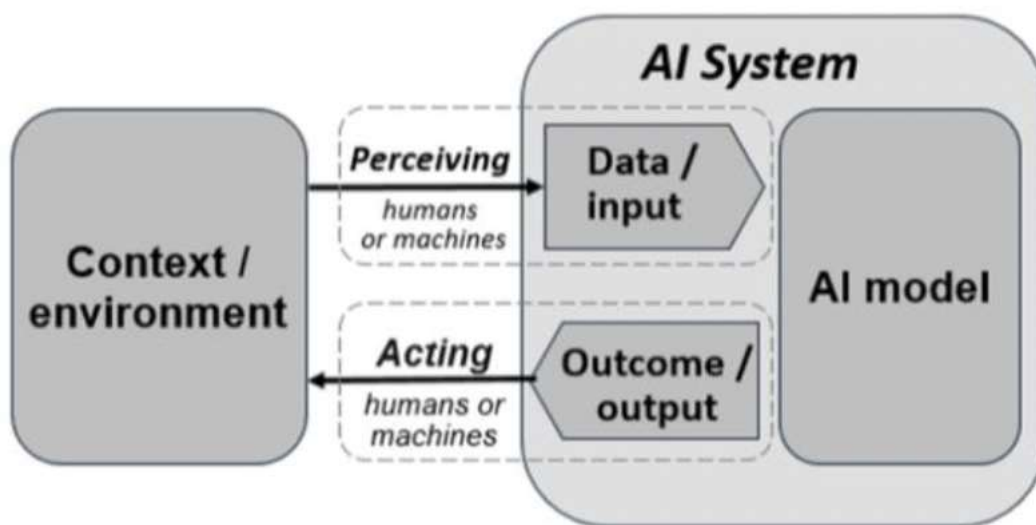 AI System
Perceiving
humans
or machines
Data /
input
Context /
environment
AI model
Acting
humans or
machines
Outcome /
output